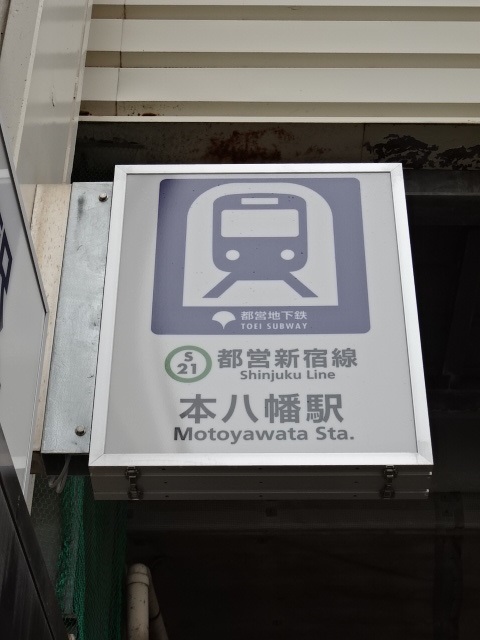 都営地下鉄
TOEI SUBWAY
S
21
都営新宿線
Shinjuku Line
本八幡駅
Motoyawata Sta.